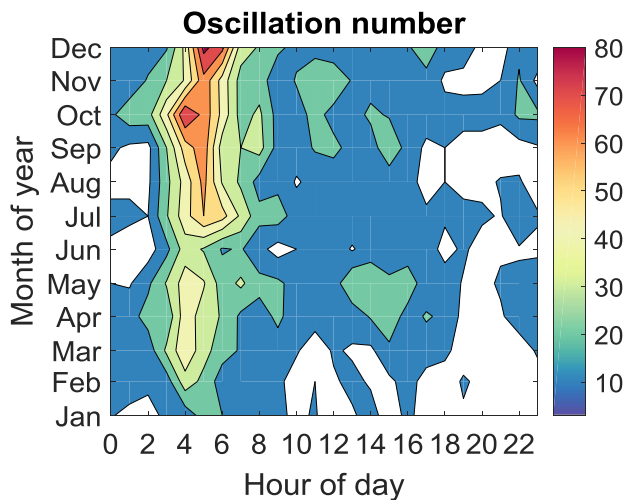 Oscillation number
Month of year
Dec
Nov
Oct
Sep
Aug
Jul
Jun
May
Apr
Mar
Feb
Jan
0 2 4 6 8 10 12 14 16 18 20 22
Hour of day
80
70
60
50
40
30
20
10